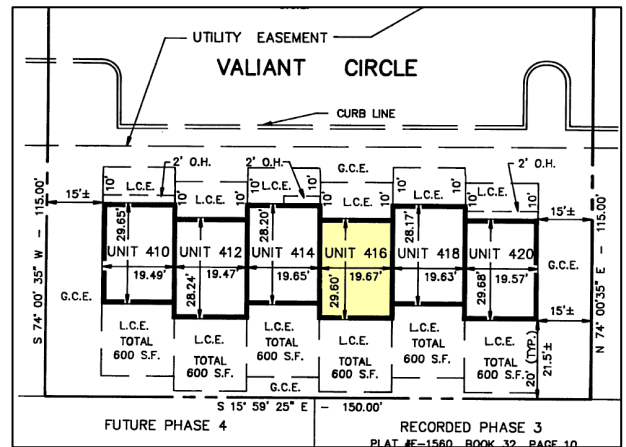 UTILITY EASEMENT
VALIANT CIRCLE
CURB LINE
2' O.H.
2' O.H.
G.C.E.
2' O.H.
15'±
L.C.E.
10'
10'
L.C.E.
10'
L.C.E.
10'
10'
L.C.E.
10'
L.C.E.
10'
10'
L.C.E.
10'
15'±
S 74° 00' 35" W - 115.00'
29.65'
UNIT 410
19.49'
UNIT 412
19.47'
28.24'
28.20'
UNIT 414
19.65'
UNIT 416
19.67'
29.60'
28.17'
UNIT 418
19.63'
UNIT 420
19.57'
29.68'
G.C.E.
N 74° 00'35" E - 115.00'
G.C.E.
15'±
L.C.E.
TOTAL
600 S.F.
L.C.E.
TOTAL
600 S.F.
L.C.E.
TOTAL
600 S.F.
L.C.E.
TOTAL
600 S.F.
L.C.E.
TOTAL
600 S.F.
L.C.E.
TOTAL
600 S.F.
20' (TYP.)
21.5'±
G.C.E.
G.C.E.
S 15° 59' 25" E - 150.00'
FUTURE PHASE 4
RECORDED PHASE 3
PLAT #E-1560, BOOK 32, PAGE 10